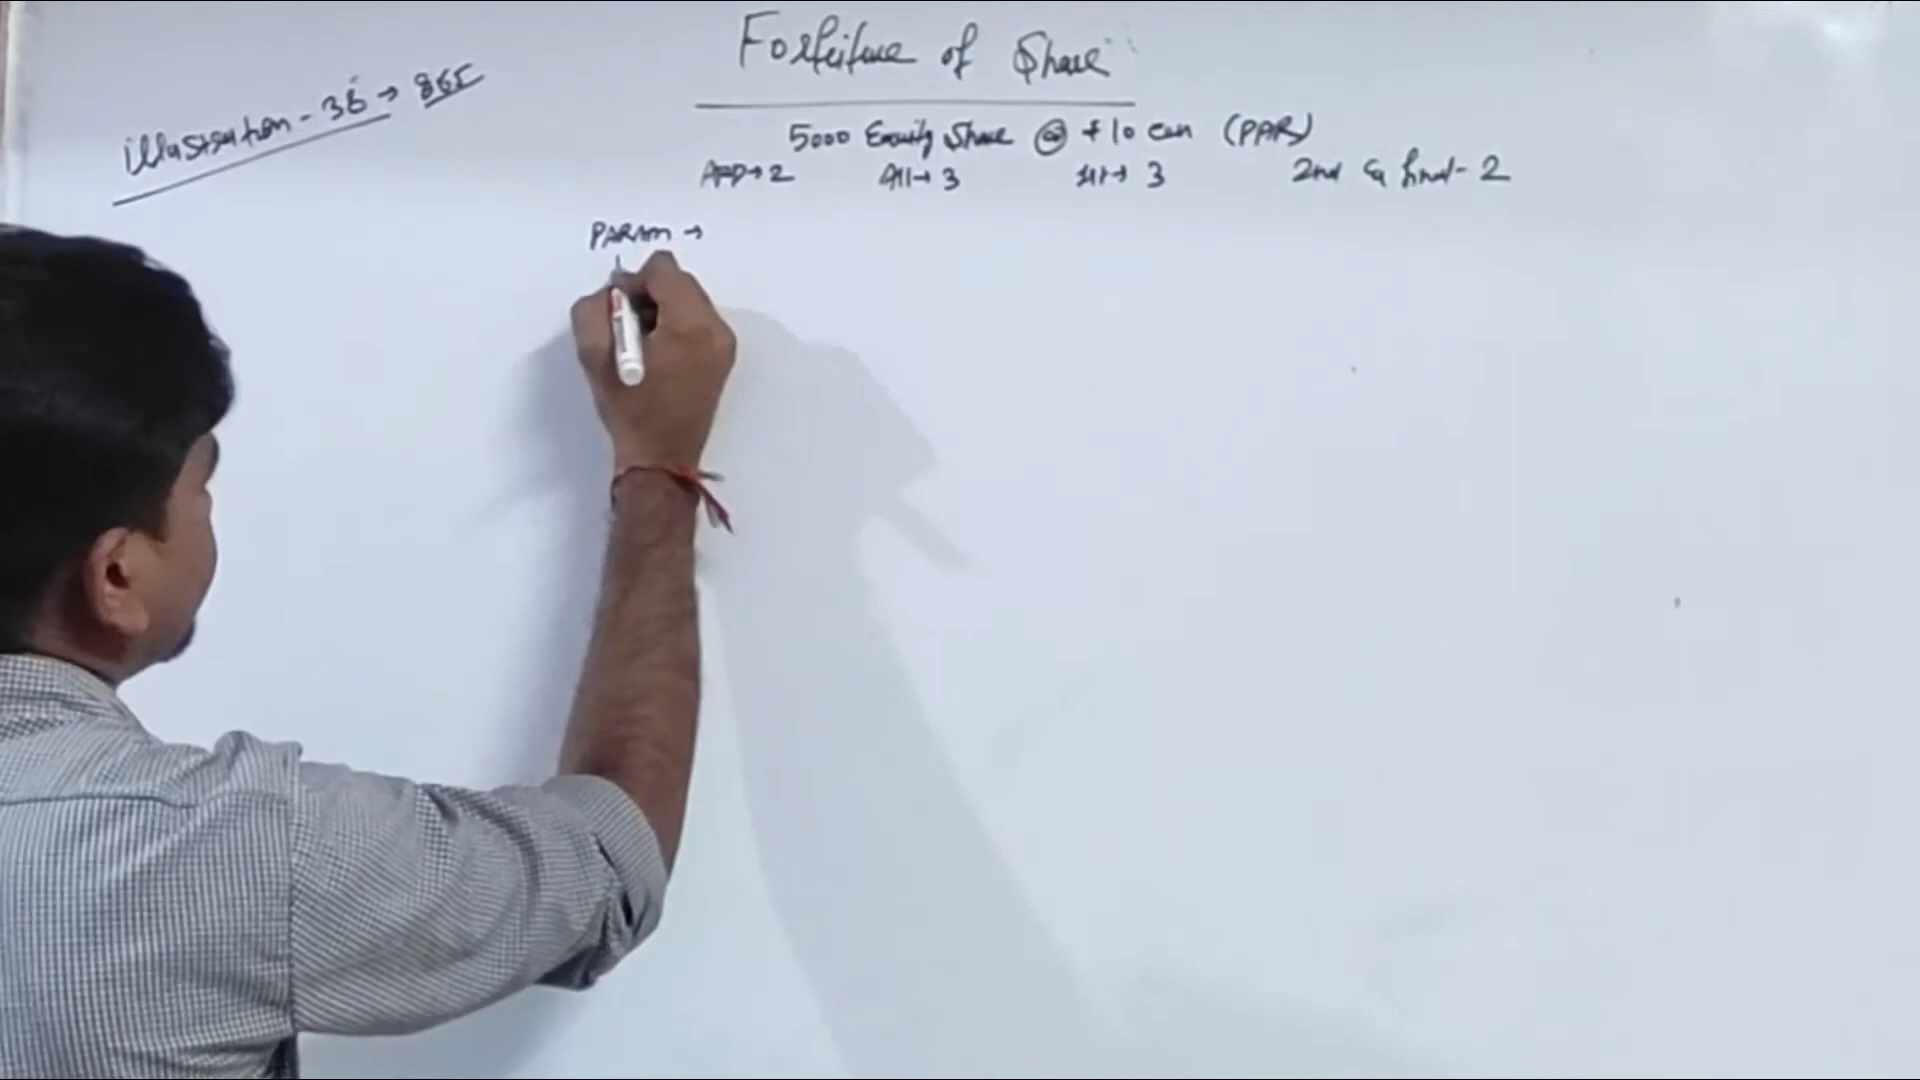 Forfeiture of Share
illustration - 36 → 865
5000 Equity Share @ ₹ 10 each (PAR)
APP→ 2 All→ 3 1st→ 3 2nd & final- 2
PARAM →